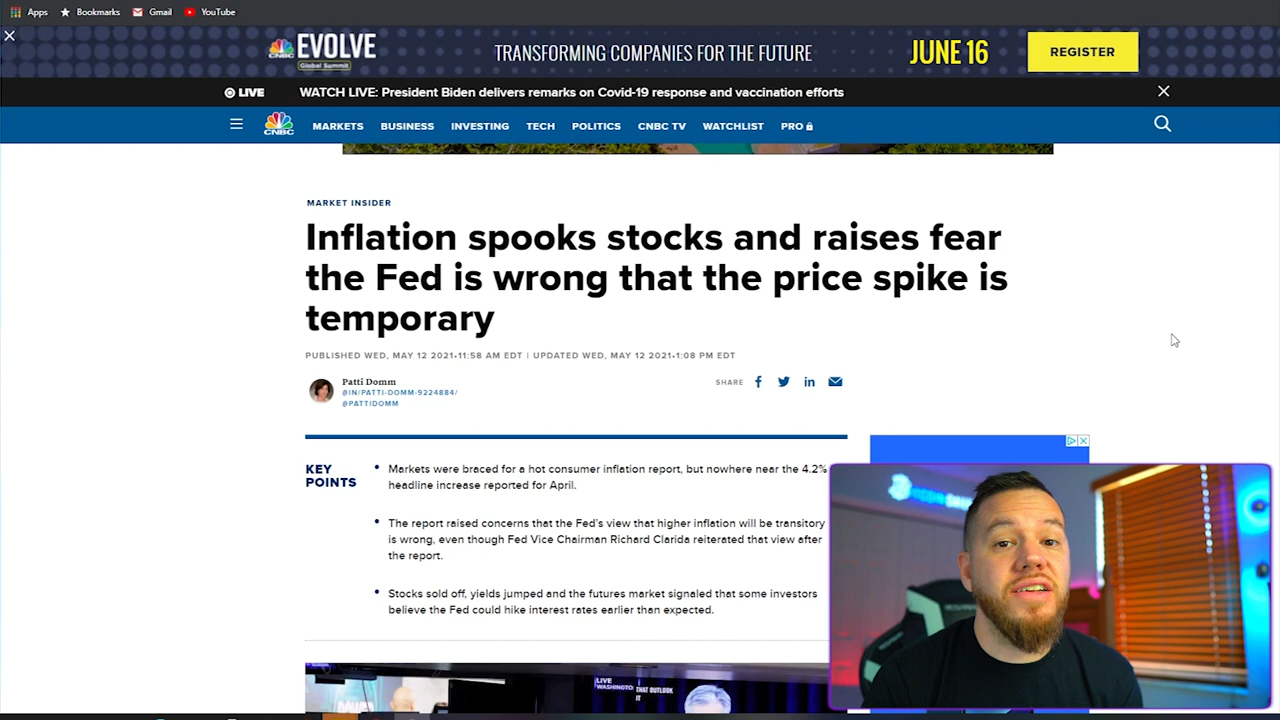 Apps Bookmarks Gmail YouTube
CNBC EVOLVE
Global Summit
TRANSFORMING COMPANIES FOR THE FUTURE
JUNE 16
REGISTER
LIVE WATCH LIVE: President Biden delivers remarks on Covid-19 response and vaccination efforts
CNBC MARKETS BUSINESS INVESTING TECH POLITICS CNBC TV WATCHLIST PRO
MARKET INSIDER
Inflation spooks stocks and raises fear
the Fed is wrong that the price spike is
temporary
PUBLISHED WED, MAY 12 2021•11:58 AM EDT | UPDATED WED, MAY 12 2021•1:08 PM EDT
Patti Domm
@IN/PATTI-DOMM-9224884/
@PATTIDOMM
SHARE
KEY
POINTS
Markets were braced for a hot consumer inflation report, but nowhere near the 4.2%
headline increase reported for April.
The report raised concerns that the Fed's view that higher inflation will be transitory
is wrong, even though Fed Vice Chairman Richard Clarida reiterated that view after
the report.
Stocks sold off, yields jumped and the futures market signaled that some investors
believe the Fed could hike interest rates earlier than expected.
LIVE
WASHINGTON
THAT OUTLOOK
IT